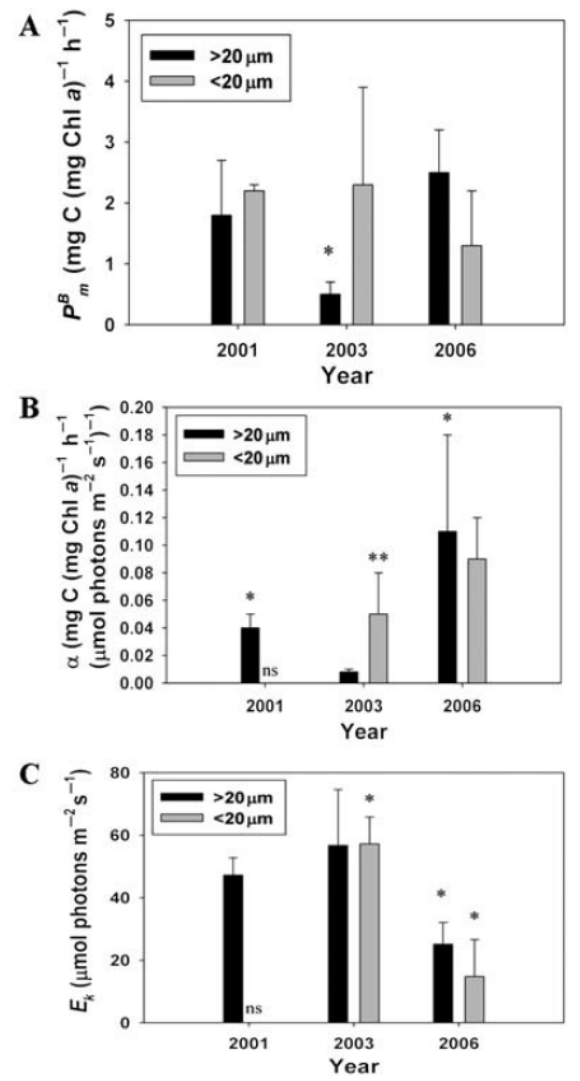 A
P^B_m (mg C (mg Chl a)^−1 h^−1)
5
4
3
2
1
0
>20 µm
<20 µm
*
2001
2003
2006
Year
B
α (mg C (mg Chl a)^−1 h^−1
(µmol photons m^−2 s^−1)^−1)
0.20
0.18
0.16
0.14
0.12
0.10
0.08
0.06
0.04
0.02
0.00
>20 µm
<20 µm
*
ns
**
*
2001
2003
2006
Year
C
E_k (µmol photons m^−2 s^−1)
80
60
40
20
0
>20 µm
<20 µm
ns
*
*
*
2001
2003
2006
Year